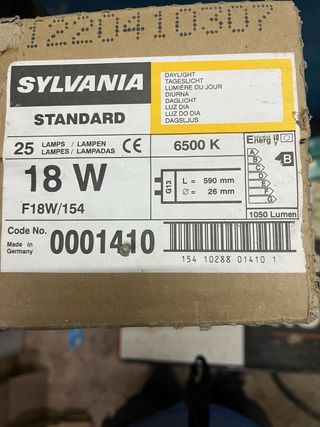 1220410307
SYLVANIA
STANDARD
DAYLIGHT
TAGESLICHT
LUMIÈRE DU JOUR
DIURNA
DAGLICHT
LUZ DIA
LUZ DO DIA
DAGSLJUS
25 LAMPS / LAMPEN
LAMPES / LAMPADAS
CE
6500 K
Energ
A
B
C
D
E
F
G
B
18 W
F18W/154
G13
L = 590 mm
Ø = 26 mm
1050 Lumen
Code No. 0001410
Made in
Germany
154 10288 01410 1